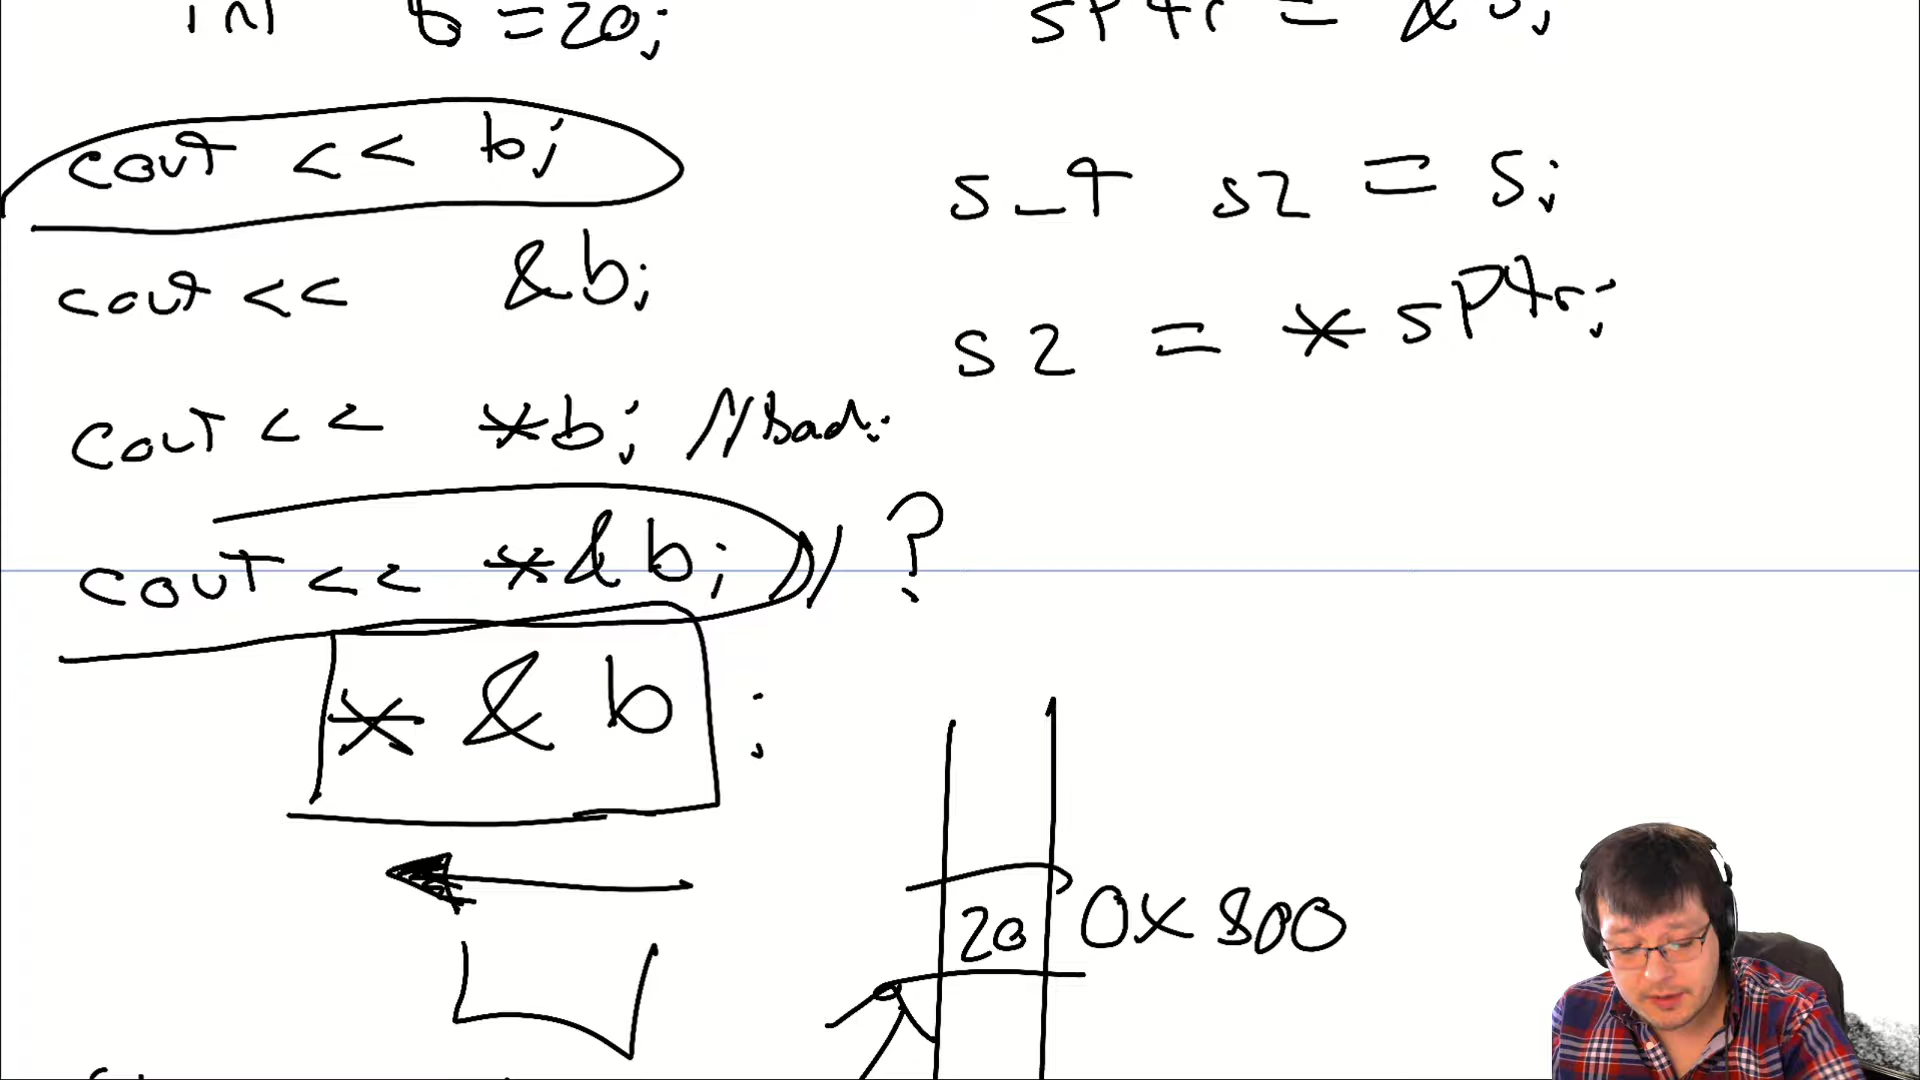 int b = 20;
cout << b;
cout << &b;
cout << *b; //bad.
cout << *&b; // ?
* & b ;
sPtr = & s;
s_t s2 = s;
s2 = * sPtr;
20 0x800